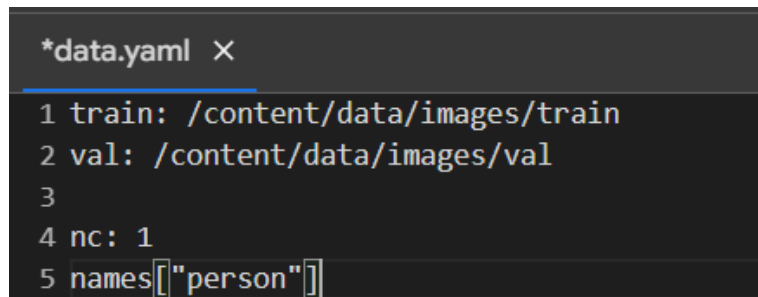 *data.yaml ×
1 train: /content/data/images/train
2 val: /content/data/images/val
3
4 nc: 1
5 names["person"]